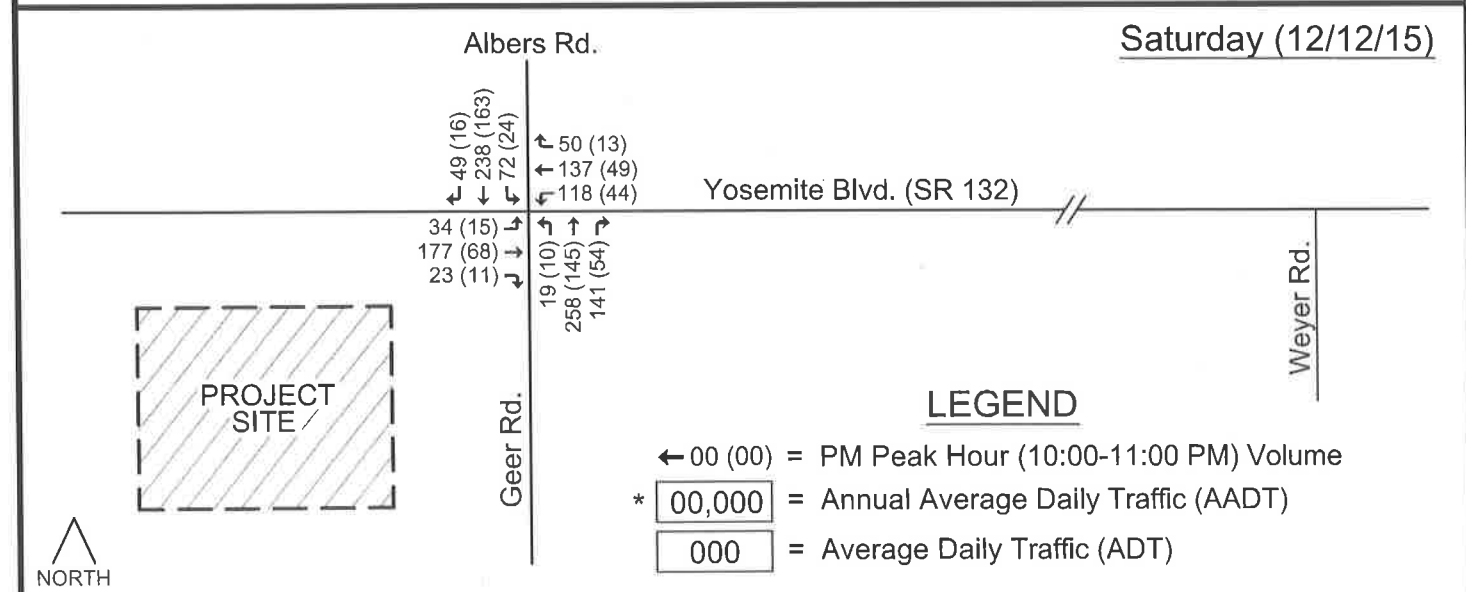 Saturday (12/12/15)
Albers Rd.
49 (16)
238 (163)
72 (24)
50 (13)
137 (49)
118 (44)
Yosemite Blvd. (SR 132)
34 (15)
177 (68)
23 (11)
19 (10)
258 (145)
141 (54)
Weyer Rd.
PROJECT
SITE
Geer Rd.
LEGEND
←00 (00) = PM Peak Hour (10:00-11:00 PM) Volume
* 00,000 = Annual Average Daily Traffic (AADT)
000 = Average Daily Traffic (ADT)
NORTH